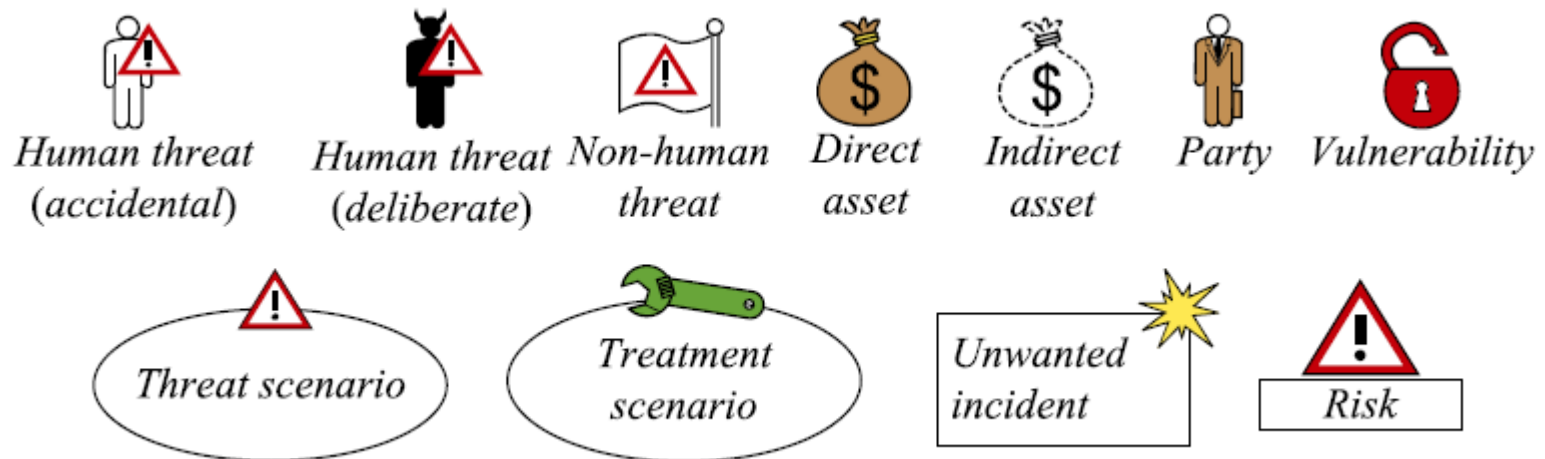 Human threat
(accidental)
Human threat
(deliberate)
Non-human
threat
$
Direct
asset
$
Indirect
asset
Party
Vulnerability
!
Threat scenario
Treatment
scenario
Unwanted
incident
!
Risk